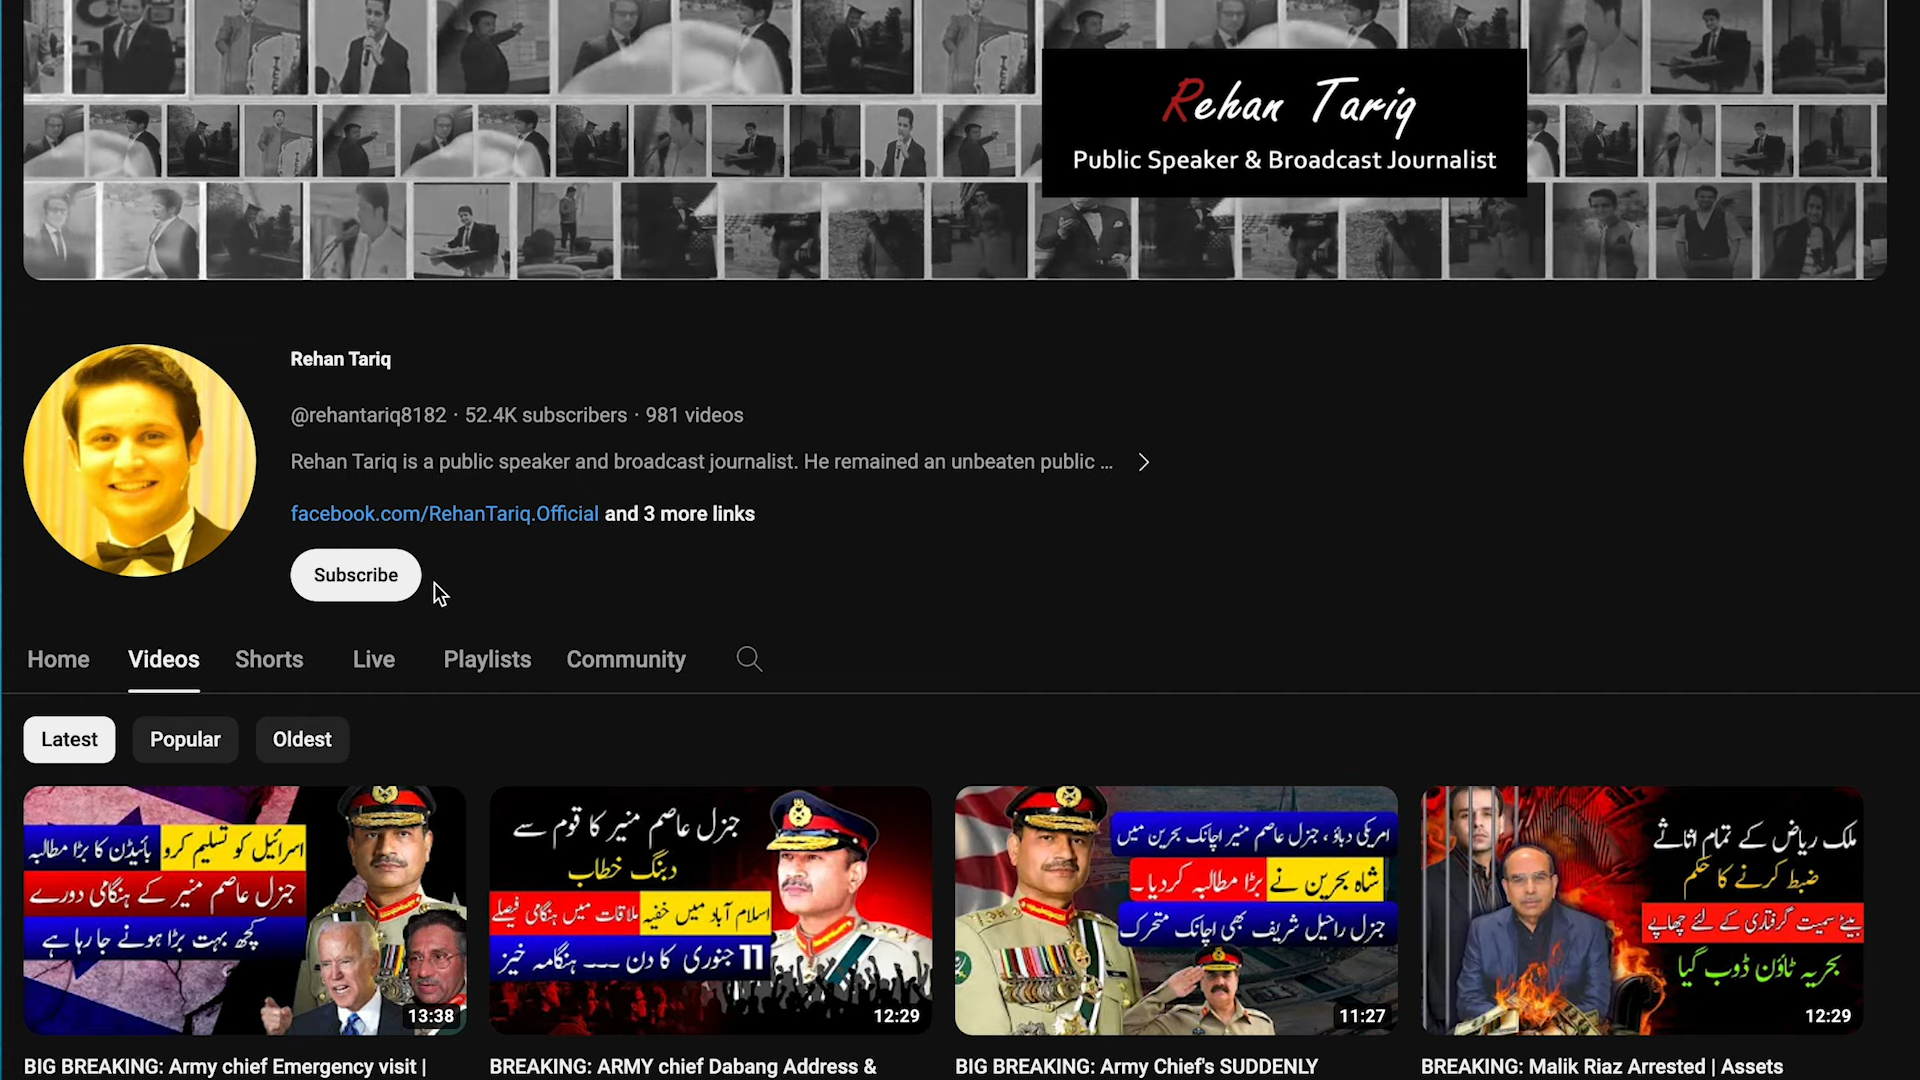 Rehan Tariq
Public Speaker & Broadcast Journalist
Rehan Tariq
@rehantariq8182 · 52.4K subscribers · 981 videos
Rehan Tariq is a public speaker and broadcast journalist. He remained an unbeaten public ...
facebook.com/RehanTariq.Official and 3 more links
Subscribe
Home Videos Shorts Live Playlists Community
Latest Popular Oldest
اسرائیل کو تسلیم کرو بائیڈن کا بڑا مطالبہ
جنرل عاصم منیر کے ہنگامی دورے
کچھ بہت بڑا ہونے جا رہا ہے
13:38
جنرل عاصم منیر کا قوم سے
دبنگ خطاب
اسلام آباد میں خفیہ ملاقات میں ہنگامی فیصلے
11 جنوری کا دن --- ہنگامہ خیز
12:29
امریکی دباؤ ، جنرل عاصم منیر اچانک بحرین میں
شاہ بحرین نے بڑا مطالبہ کردیا ۔
جنرل راحیل شریف بھی اچانک متحرک
11:27
ملک ریاض کے تمام اثاثے
ضبط کرنے کا حکم
بیٹے سمیت گرفتاری کے لئے چھاپے
بحریہ ٹاؤن ڈوب گیا
12:29
BIG BREAKING: Army chief Emergency visit |
BREAKING: ARMY chief Dabang Address &
BIG BREAKING: Army Chief's SUDDENLY
BREAKING: Malik Riaz Arrested | Assets